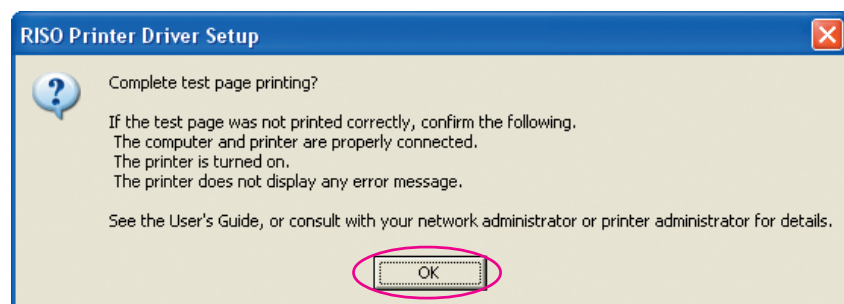 RISO Printer Driver Setup
Complete test page printing?
If the test page was not printed correctly, confirm the following.
The computer and printer are properly connected.
The printer is turned on.
The printer does not display any error message.
See the User's Guide, or consult with your network administrator or printer administrator for details.
OK